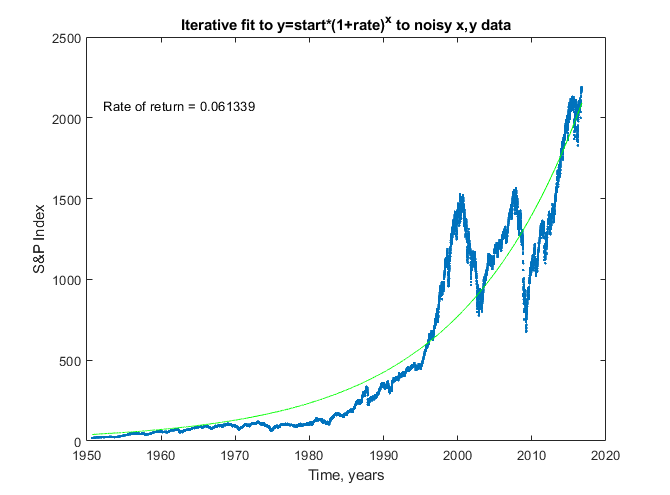 Iterative fit to y=start*(1+rate)^x to noisy x,y data
2500
2000
1500
1000
500
0
S&P Index
Rate of return = 0.061339
1950 1960 1970 1980 1990 2000 2010 2020
Time, years